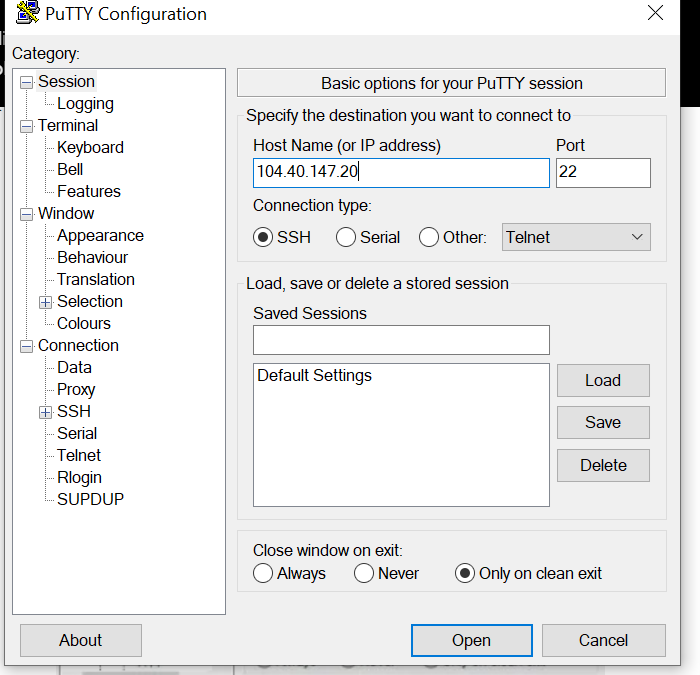 PuTTY Configuration
Category:
Session
Logging
Terminal
Keyboard
Bell
Features
Window
Appearance
Behaviour
Translation
Selection
Colours
Connection
Data
Proxy
SSH
Serial
Telnet
Rlogin
SUPDUP
Basic options for your PuTTY session
Specify the destination you want to connect to
Host Name (or IP address) Port
104.40.147.20 22
Connection type:
SSH Serial Other: Telnet
Load, save or delete a stored session
Saved Sessions
Default Settings
Load
Save
Delete
Close window on exit:
Always Never Only on clean exit
About Open Cancel